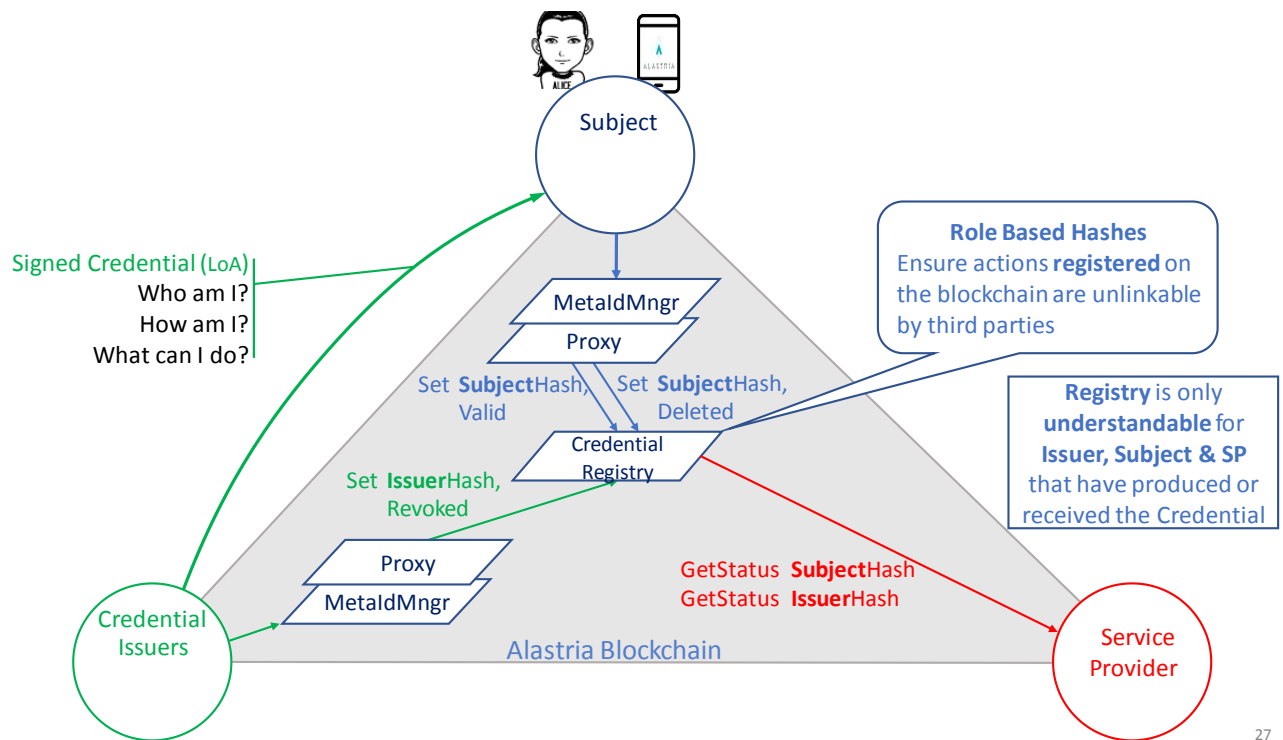 ALICE
ALASTRIA
Subject
Signed Credential (LoA)
Who am I?
How am I?
What can I do?
MetaIdMngr
Proxy
Set SubjectHash,
Valid
Set SubjectHash,
Deleted
Role Based Hashes
Ensure actions registered on
the blockchain are unlinkable
by third parties
Registry is only
understandable for
Issuer, Subject & SP
that have produced or
received the Credential
Credential
Registry
Set IssuerHash,
Revoked
Proxy
MetaIdMngr
GetStatus SubjectHash
GetStatus IssuerHash
Credential
Issuers
Alastria Blockchain
Service
Provider
27